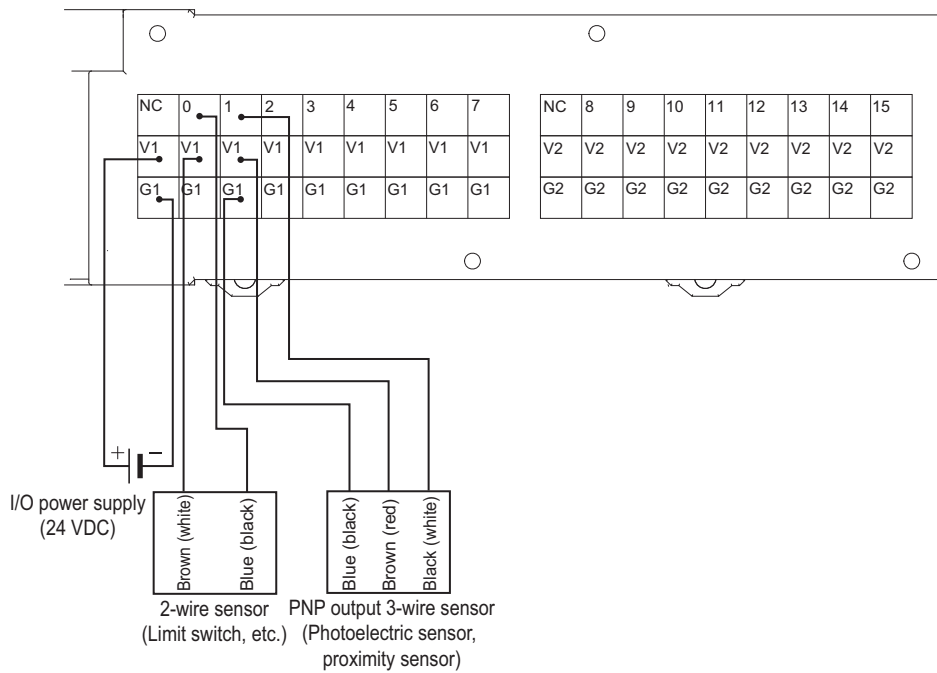 NC 0 1 2 3 4 5 6 7 NC 8 9 10 11 12 13 14 15
V1 V1 V1 V1 V1 V1 V1 V1 V1 V2 V2 V2 V2 V2 V2 V2 V2 V2
G1 G1 G1 G1 G1 G1 G1 G1 G1 G2 G2 G2 G2 G2 G2 G2 G2 G2
+ −
I/O power supply
(24 VDC)
Brown (white)
Blue (black)
Blue (black)
Brown (red)
Black (white)
2-wire sensor
(Limit switch, etc.)
PNP output 3-wire sensor
(Photoelectric sensor,
proximity sensor)